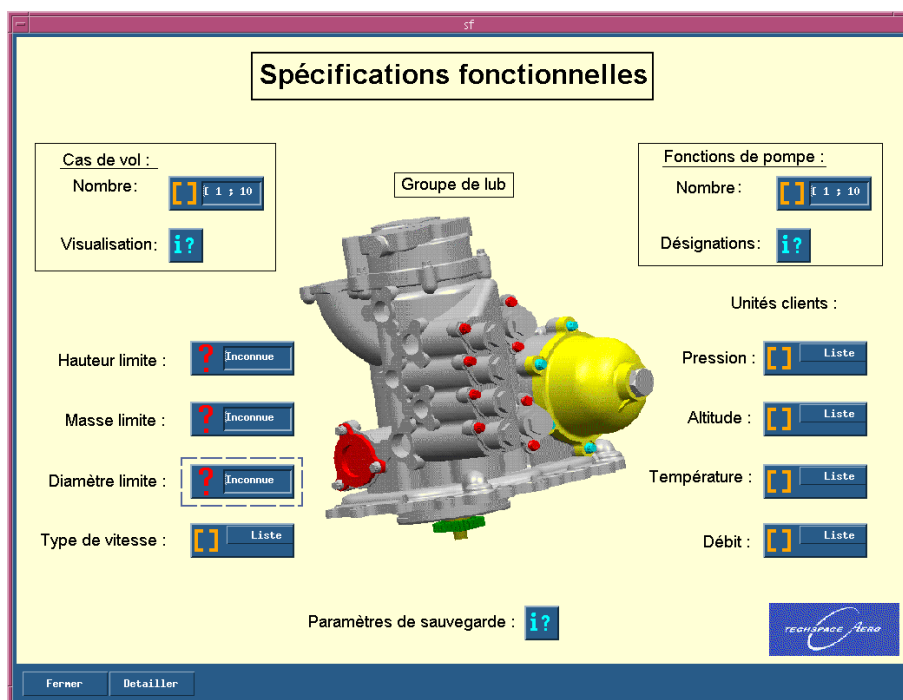 sf
Spécifications fonctionnelles
Cas de vol :
Nombre:
[ 1 ; 10
Visualisation:
i?
Groupe de lub
Fonctions de pompe :
Nombre:
[ 1 ; 10
Désignations:
i?
Unités clients :
Hauteur limite :
? Inconnue
Masse limite :
? Inconnue
Diamètre limite :
? Inconnue
Type de vitesse :
[] Liste
Pression :
[] Liste
Altitude :
[] Liste
Température :
[] Liste
Débit :
[] Liste
Paramètres de sauvegarde :
i?
TECHSPACE AERO
Fermer
Detailler